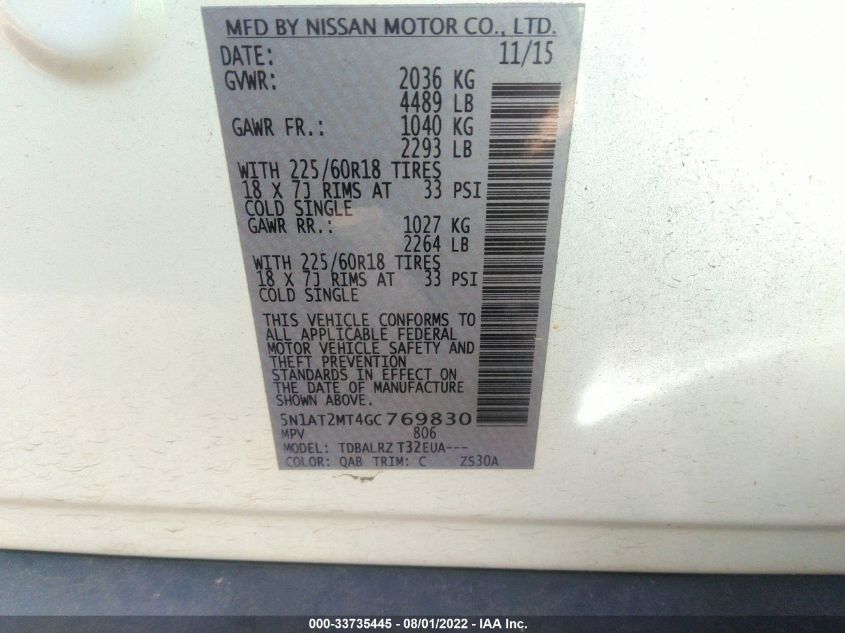 MFD BY NISSAN MOTOR CO., LTD.
DATE: 11/15
GVWR: 2036 KG
4489 LB
GAWR FR.: 1040 KG
2293 LB
WITH 225/60R18 TIRES
18 X 7J RIMS AT 33 PSI
COLD SINGLE
GAWR RR.: 1027 KG
2264 LB
WITH 225/60R18 TIRES
18 X 7J RIMS AT 33 PSI
COLD SINGLE
THIS VEHICLE CONFORMS TO
ALL APPLICABLE FEDERAL
MOTOR VEHICLE SAFETY AND
THEFT PREVENTION
STANDARDS IN EFFECT ON
THE DATE OF MANUFACTURE
SHOWN ABOVE.
5N1AT2MT4GC769830
MPV 806
MODEL: TDBALRZ T32EUA---
COLOR: QAB TRIM: C ZS30A
000-33735445 - 08/01/2022 - IAA Inc.